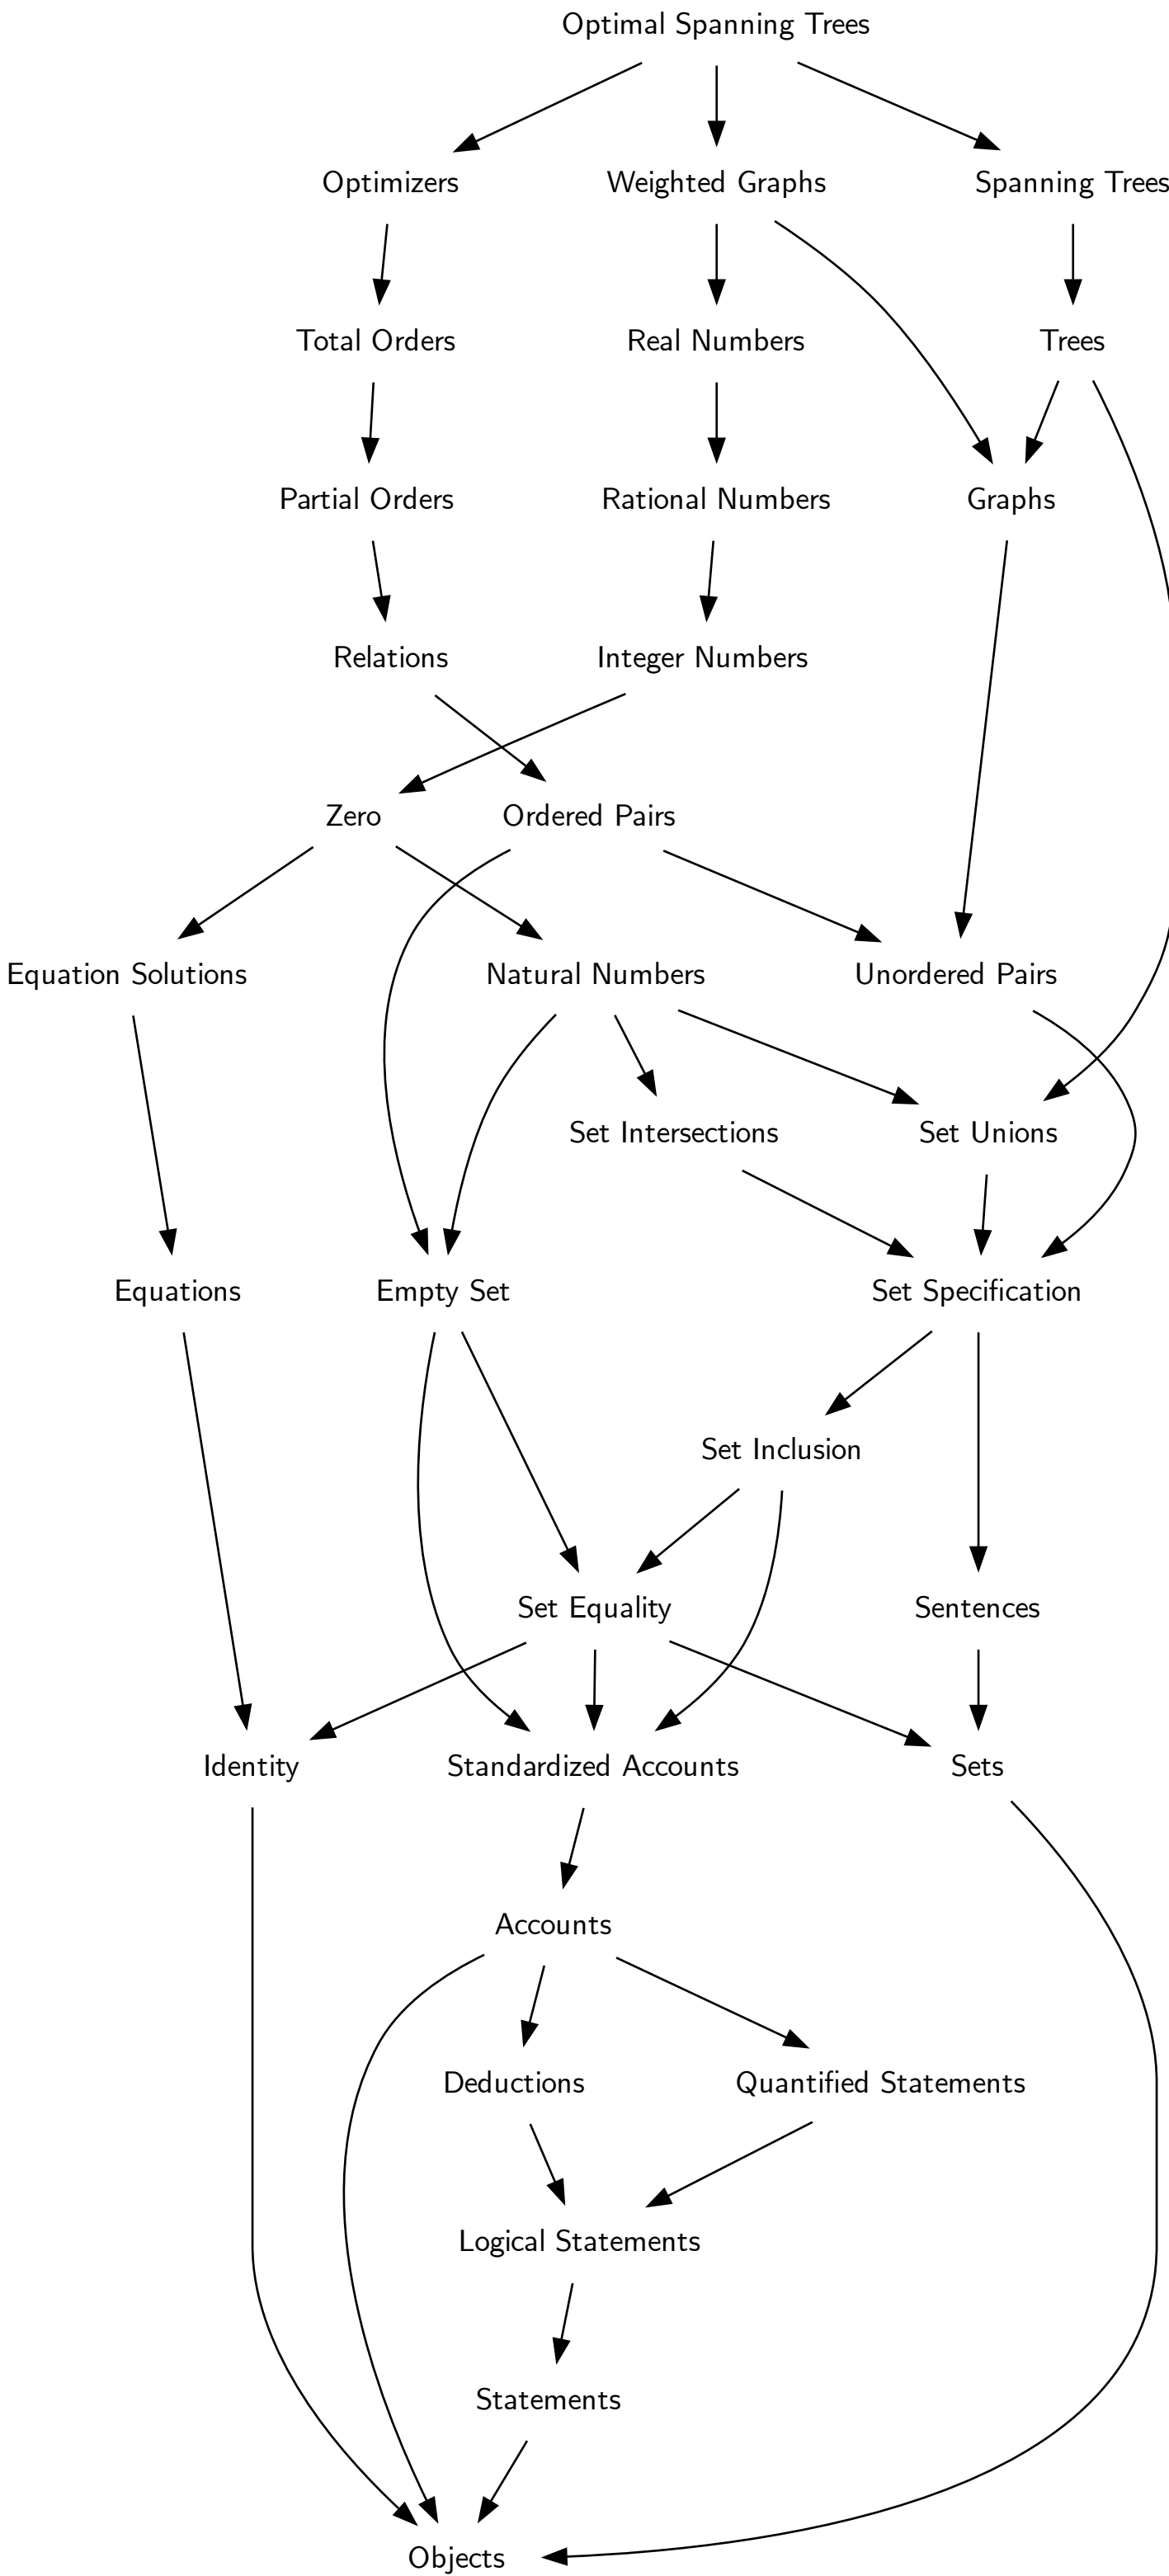 Optimal Spanning Trees
Optimizers
Weighted Graphs
Spanning Trees
Total Orders
Real Numbers
Trees
Partial Orders
Rational Numbers
Graphs
Relations
Integer Numbers
Zero
Ordered Pairs
Equation Solutions
Natural Numbers
Unordered Pairs
Set Intersections
Set Unions
Equations
Empty Set
Set Specification
Set Inclusion
Set Equality
Sentences
Identity
Standardized Accounts
Sets
Accounts
Deductions
Quantified Statements
Logical Statements
Statements
Objects